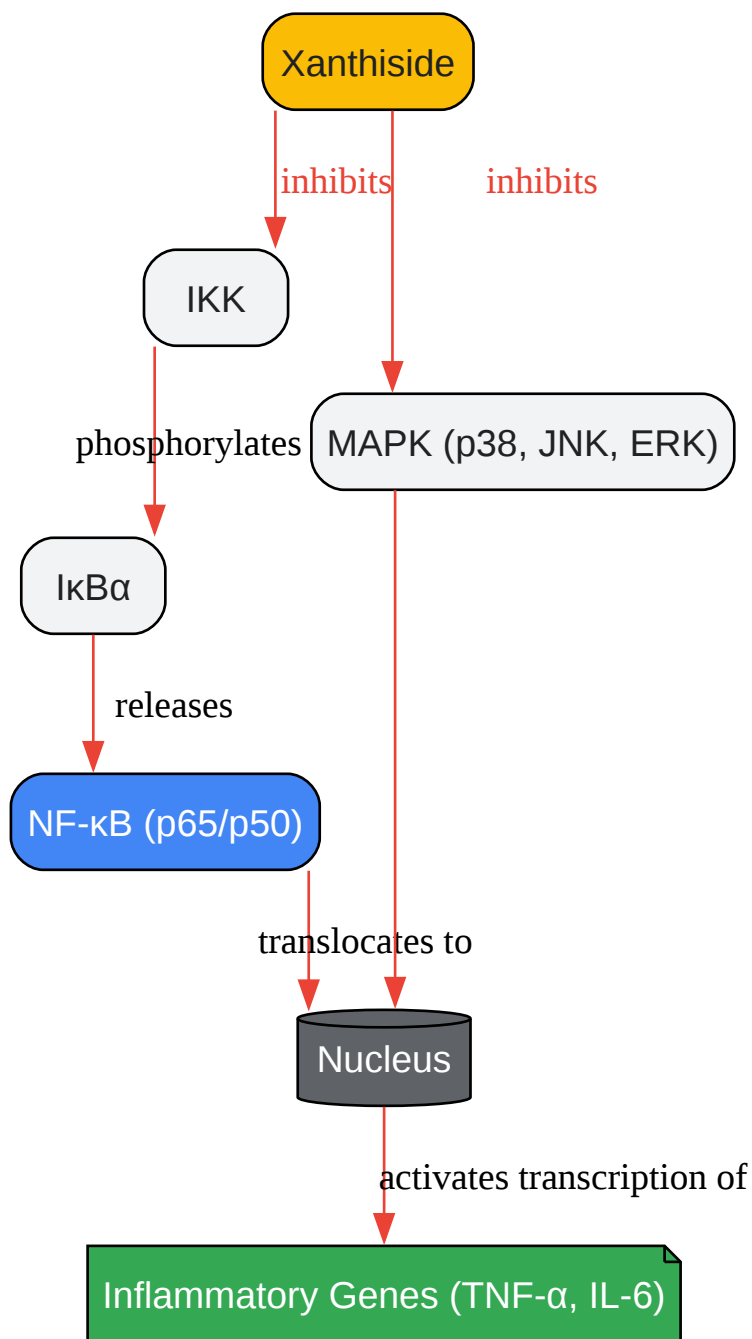 Xanthiside
inhibits
inhibits
IKK
phosphorylates
MAPK (p38, JNK, ERK)
IκBα
releases
NF-κB (p65/p50)
translocates to
Nucleus
activates transcription of
Inflammatory Genes (TNF-α, IL-6)